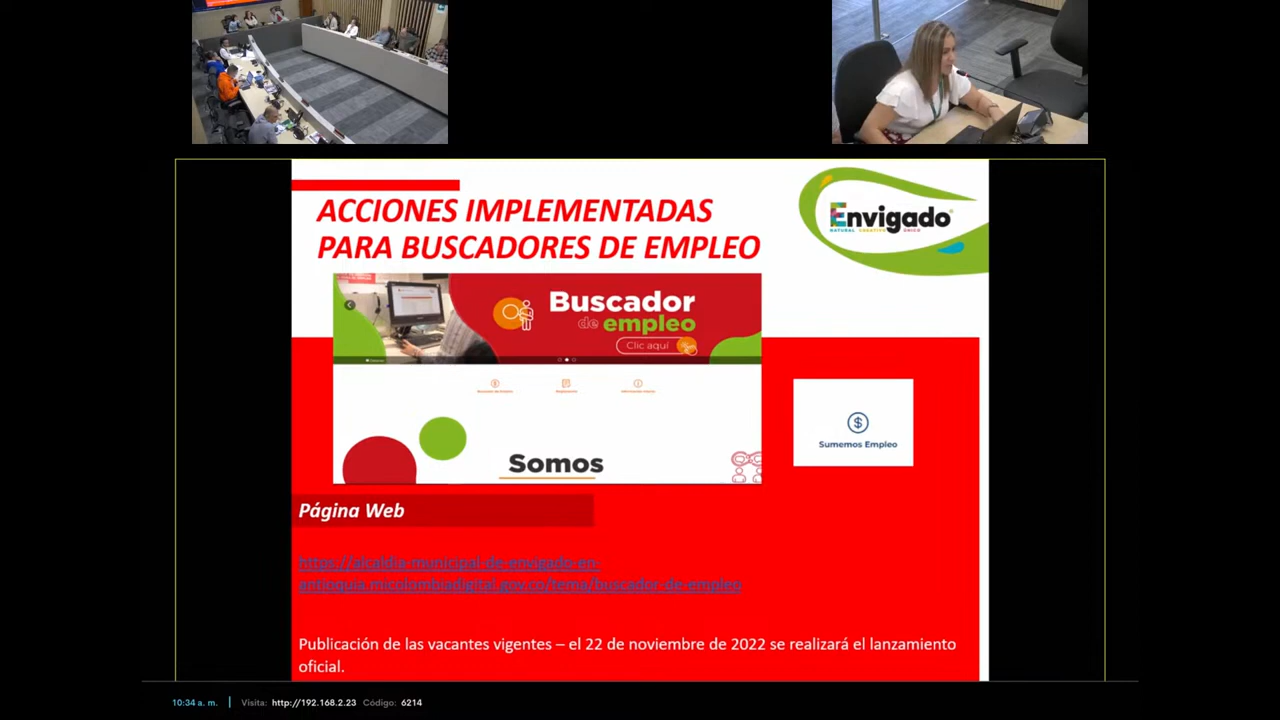 ACCIONES IMPLEMENTADAS
PARA BUSCADORES DE EMPLEO
Envigado
NATURAL CREATIVO ÚNICO
Buscador
de empleo
Clic aquí
Somos
Sumemos Empleo
Página Web
https://alcaldia-municipal-de-envigado-en-
antioquia.micolombiadigital.gov.co/tema/buscador-de-empleo
Publicación de las vacantes vigentes – el 22 de noviembre de 2022 se realizará el lanzamiento
oficial.
10:34 a. m. | Visita: http://192.168.2.23 Código: 6214